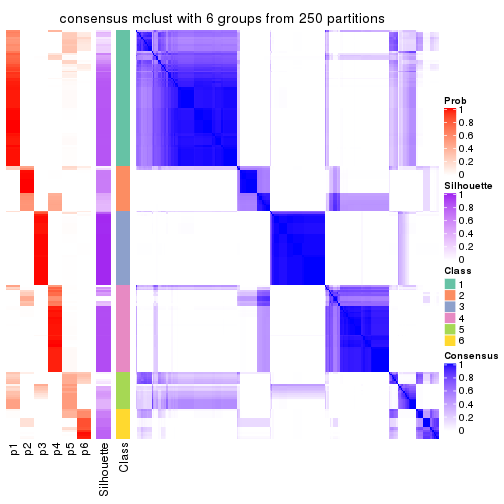 consensus mclust with 6 groups from 250 partitions
Prob
1
0.8
0.6
0.4
0.2
0
Silhouette
1
0.8
0.6
0.4
0.2
0
Class
1
2
3
4
5
6
Consensus
1
0.8
0.6
0.4
0.2
0
p1
p2
p3
p4
p5
p6
Silhouette
Class